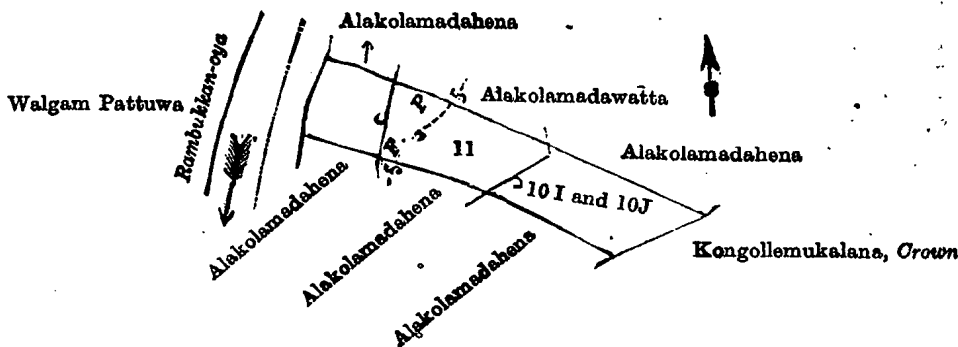 Alakolamadahena
Walgam Pattuwa
Rambukkan-oya
Alakolamadawatta
P
P
11
Alakolamadahena
10 I and 10J
Alakolamadahena
Alakolamadahena
Alakolamadahena
Kongollemukalana, Crown